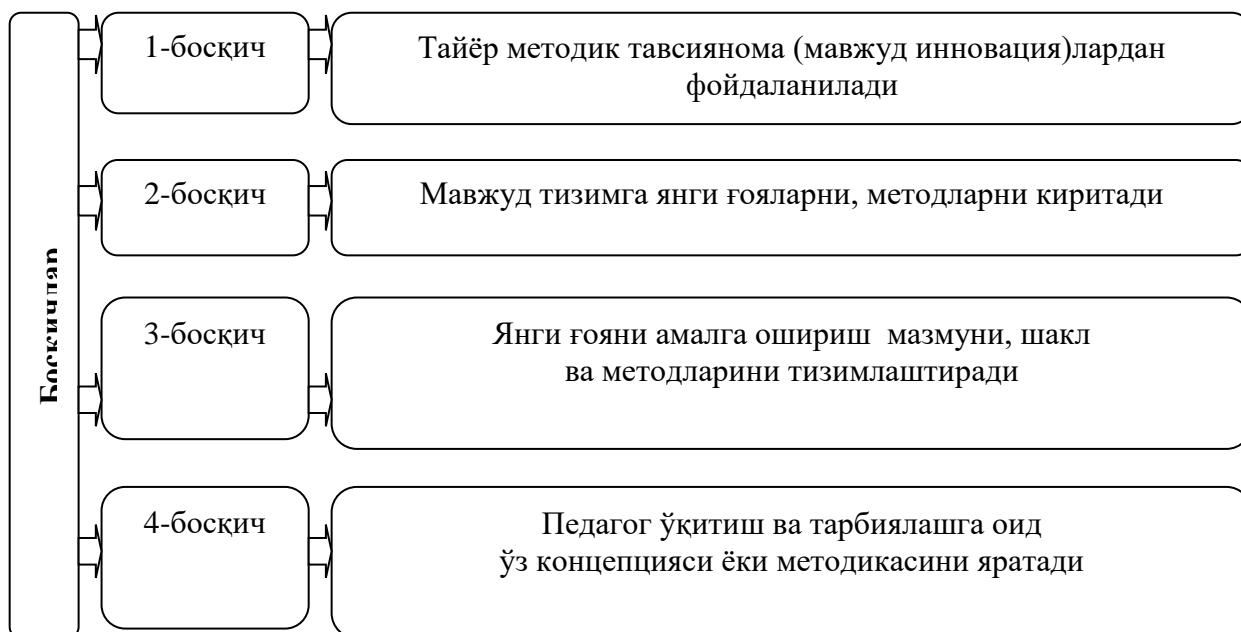 Босқичлар
1-босқич
Тайёр методик тавсиянома (мавжуд инновация)лардан
фойдаланилади
2-босқич
Мавжуд тизимга янги ғояларни, методларни киритади
3-босқич
Янги ғояни амалга ошириш мазмуни, шакл
ва методларини тизимлаштиради
4-босқич
Педагог ўқитиш ва тарбиялашга оид
ўз концепцияси ёки методикасини яратади